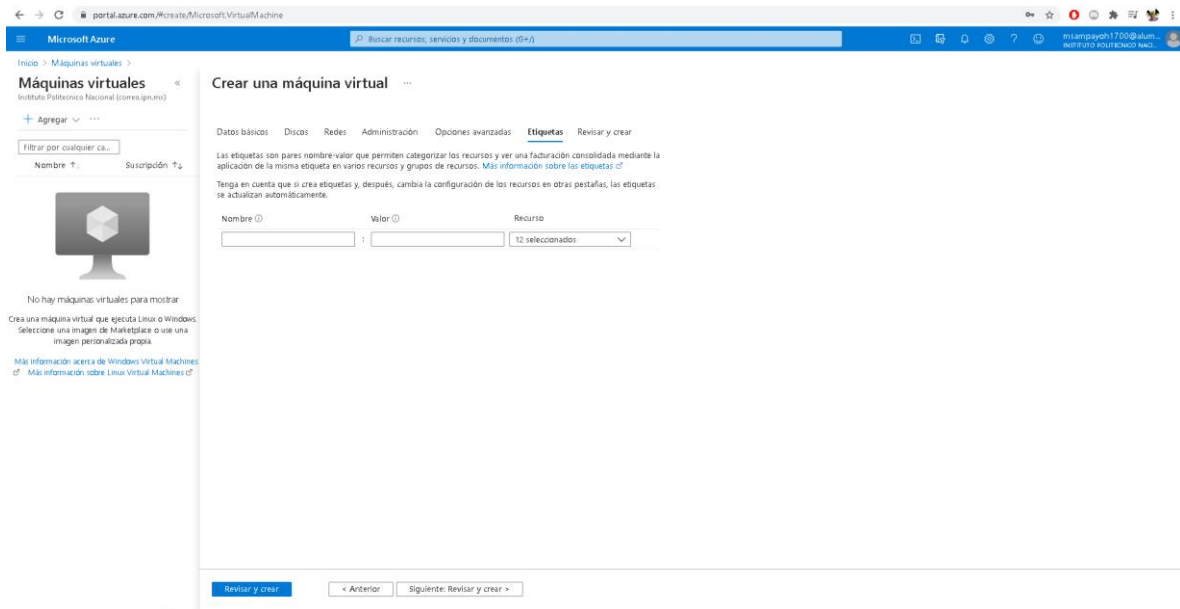 portal.azure.com/#create/Microsoft.VirtualMachine
Microsoft Azure
Buscar recursos, servicios y documentos (G+/)
msampayoh1700@alum...
INSTITUTO POLITECNICO NACI...
Inicio > Máquinas virtuales >
Máquinas virtuales
Instituto Politecnico Nacional (correo.ipn.mx)
+ Agregar ...
Filtrar por cualquier ca...
Nombre ↑↓ Suscripción ↑↓
No hay máquinas virtuales para mostrar
Crea una máquina virtual que ejecuta Linux o Windows.
Seleccione una imagen de Marketplace o use una
imagen personalizada propia.
Más información acerca de Windows Virtual Machines
Más información sobre Linux Virtual Machines
Crear una máquina virtual ...
Datos básicos Discos Redes Administración Opciones avanzadas Etiquetas Revisar y crear
Las etiquetas son pares nombre-valor que permiten categorizar los recursos y ver una facturación consolidada mediante la
aplicación de la misma etiqueta en varios recursos y grupos de recursos. Más información sobre las etiquetas
Tenga en cuenta que si crea etiquetas y, después, cambia la configuración de los recursos en otras pestañas, las etiquetas
se actualizan automáticamente.
Nombre Valor Recurso
: 12 seleccionados
Revisar y crear < Anterior Siguiente: Revisar y crear >